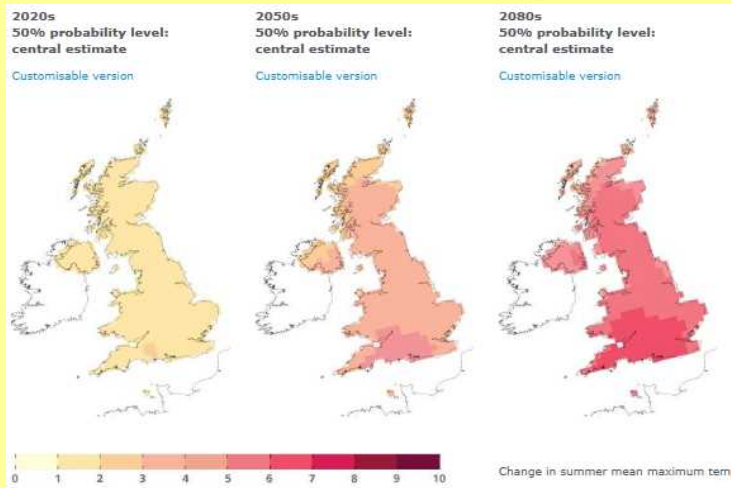 2020s
50% probability level:
central estimate
Customisable version
2050s
50% probability level:
central estimate
Customisable version
2080s
50% probability level:
central estimate
Customisable version
0 1 2 3 4 5 6 7 8 9 10
Change in summer mean maximum tem